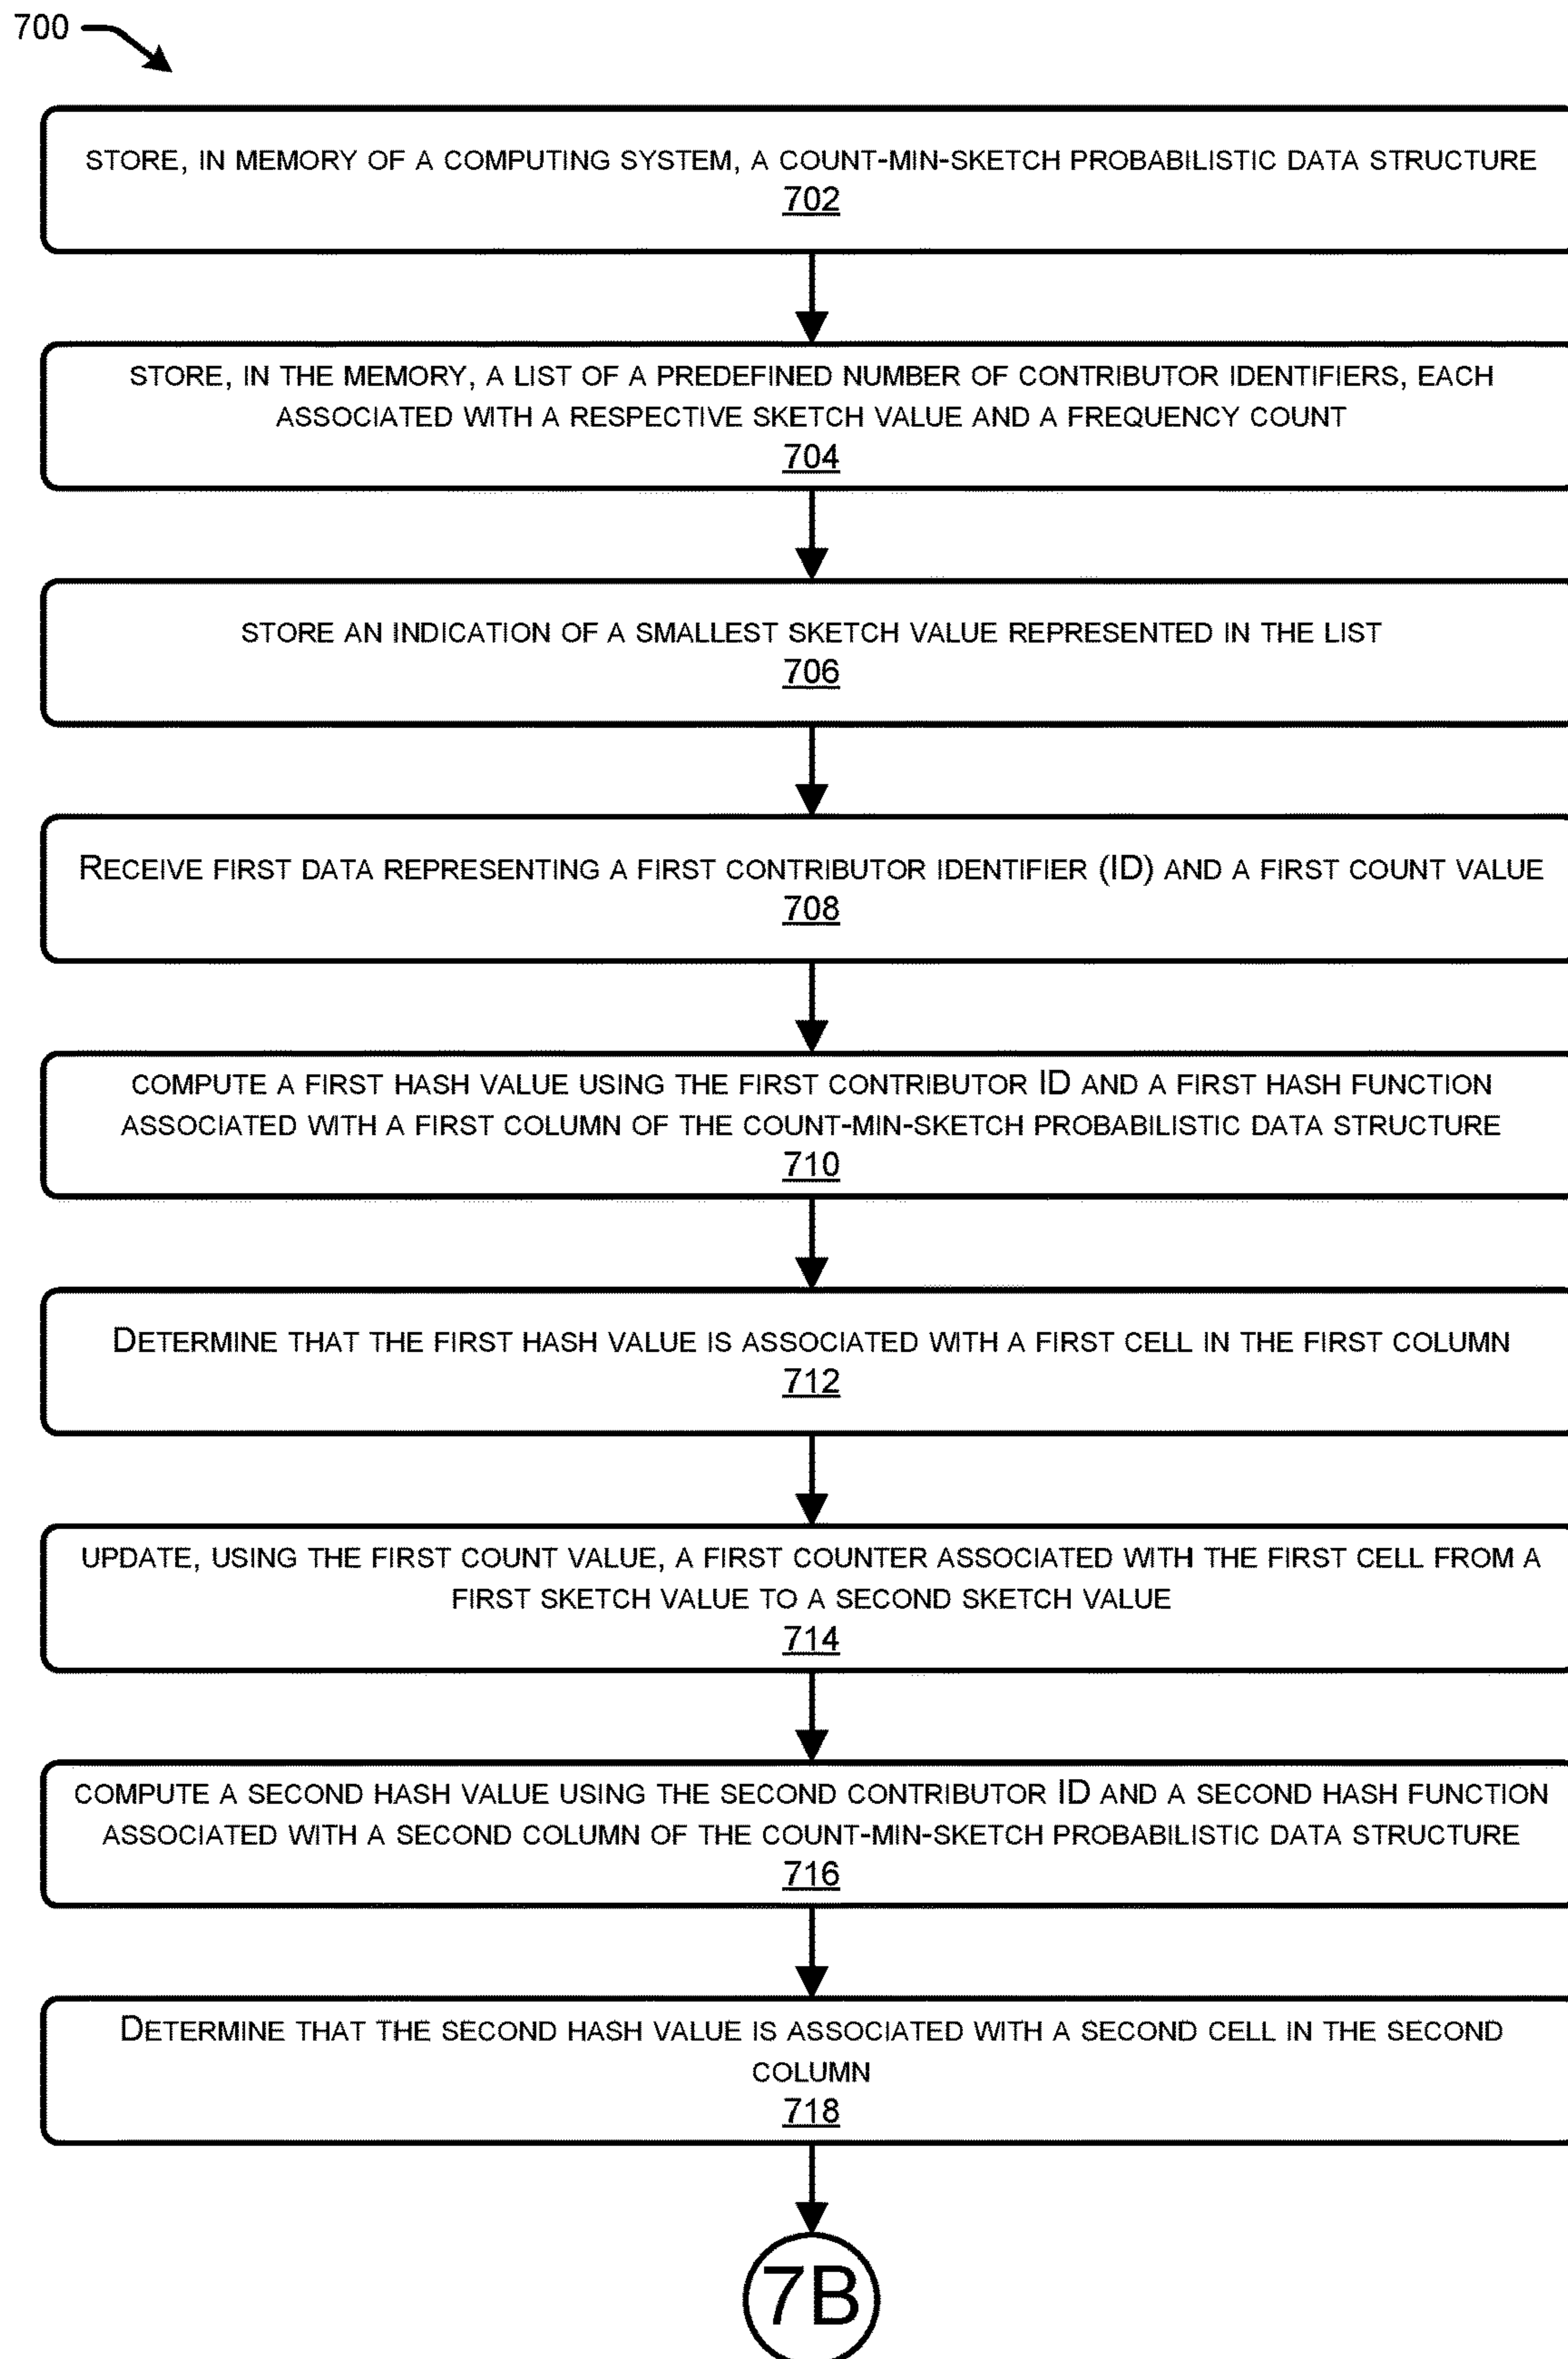 700
STORE, IN MEMORY OF A COMPUTING SYSTEM, A COUNT-MIN-SKETCH PROBABILISTIC DATA STRUCTURE
702
STORE, IN THE MEMORY, A LIST OF A PREDEFINED NUMBER OF CONTRIBUTOR IDENTIFIERS, EACH
ASSOCIATED WITH A RESPECTIVE SKETCH VALUE AND A FREQUENCY COUNT
704
STORE AN INDICATION OF A SMALLEST SKETCH VALUE REPRESENTED IN THE LIST
706
RECEIVE FIRST DATA REPRESENTING A FIRST CONTRIBUTOR IDENTIFIER (ID) AND A FIRST COUNT VALUE
708
COMPUTE A FIRST HASH VALUE USING THE FIRST CONTRIBUTOR ID AND A FIRST HASH FUNCTION
ASSOCIATED WITH A FIRST COLUMN OF THE COUNT-MIN-SKETCH PROBABILISTIC DATA STRUCTURE
710
DETERMINE THAT THE FIRST HASH VALUE IS ASSOCIATED WITH A FIRST CELL IN THE FIRST COLUMN
712
UPDATE, USING THE FIRST COUNT VALUE, A FIRST COUNTER ASSOCIATED WITH THE FIRST CELL FROM A
FIRST SKETCH VALUE TO A SECOND SKETCH VALUE
714
COMPUTE A SECOND HASH VALUE USING THE SECOND CONTRIBUTOR ID AND A SECOND HASH FUNCTION
ASSOCIATED WITH A SECOND COLUMN OF THE COUNT-MIN-SKETCH PROBABILISTIC DATA STRUCTURE
716
DETERMINE THAT THE SECOND HASH VALUE IS ASSOCIATED WITH A SECOND CELL IN THE SECOND
COLUMN
718
7B